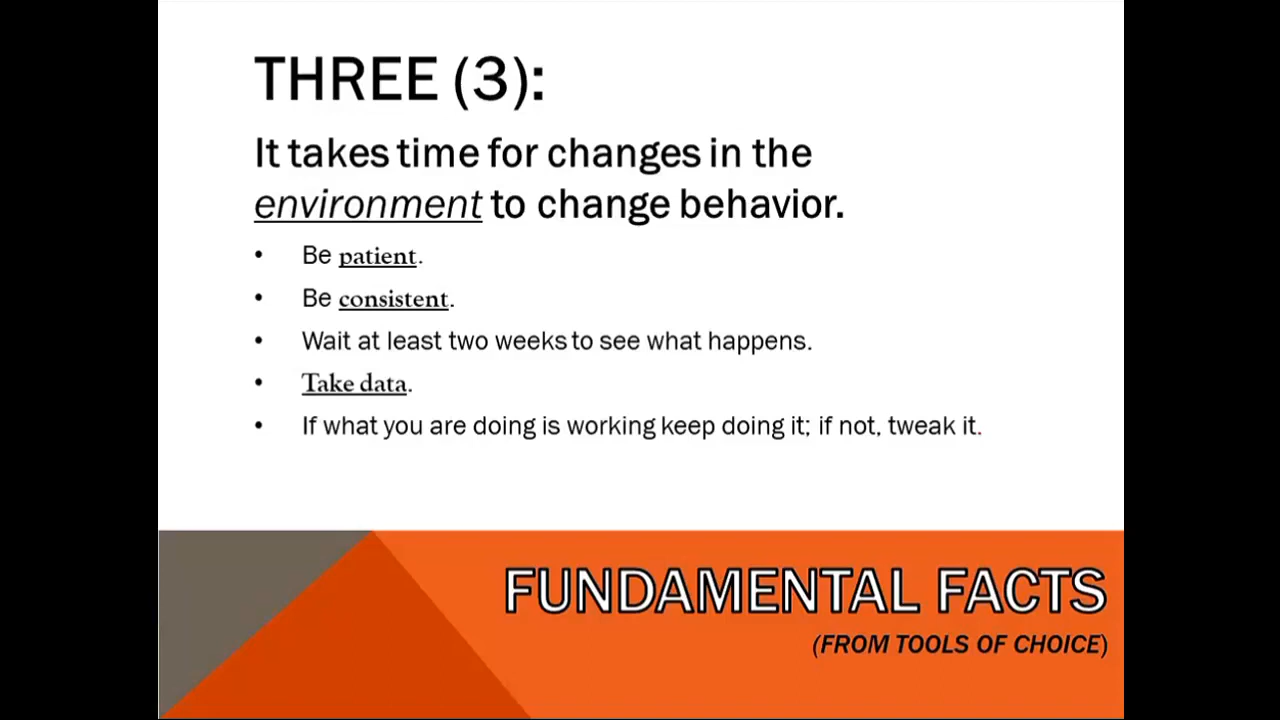 THREE (3):
It takes time for changes in the
environment to change behavior.
• Be patient.
• Be consistent.
• Wait at least two weeks to see what happens.
• Take data.
• If what you are doing is working keep doing it; if not, tweak it.
FUNDAMENTAL FACTS
(FROM TOOLS OF CHOICE)